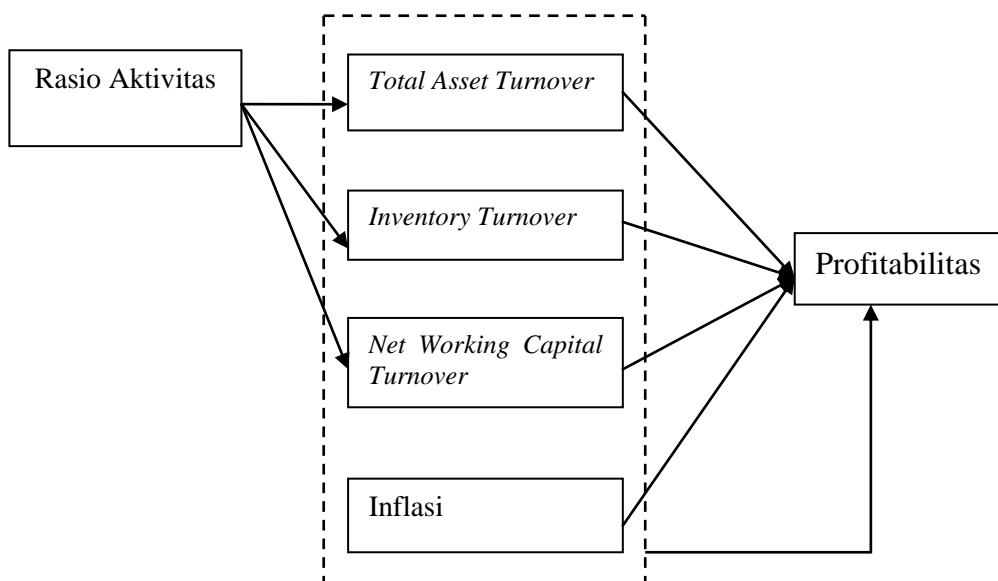 Rasio Aktivitas
Total Asset Turnover
Inventory Turnover
Net Working Capital
Turnover
Inflasi
Profitabilitas